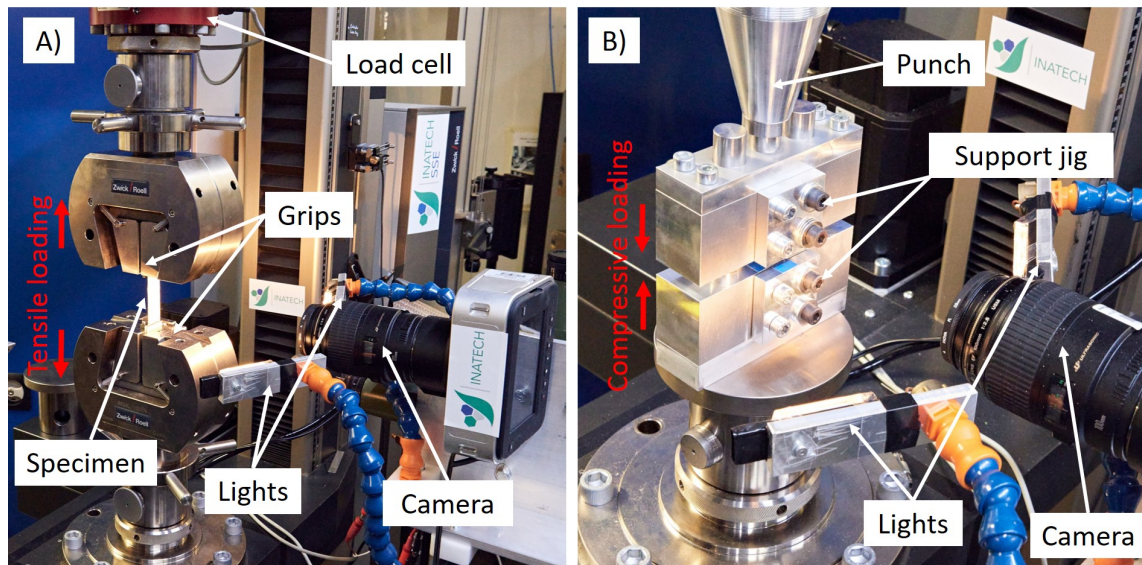 A)
Load cell
Zwick / Roell
INATECH
SSE
Zwick / Roell
Tensile loading
Grips
INATECH
INATECH
Zwick / Roell
Specimen
Lights
Camera
B)
Punch
INATECH
Support jig
Compressive loading
Lights
Camera